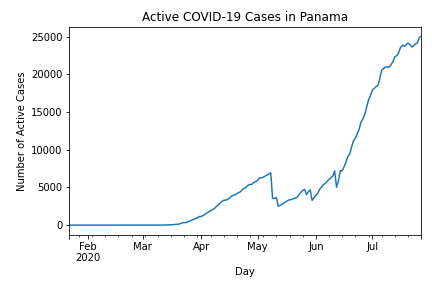 Active COVID-19 Cases in Panama
Number of Active Cases
25000
20000
15000
10000
5000
0
Feb Mar Apr May Jun Jul
2020
Day